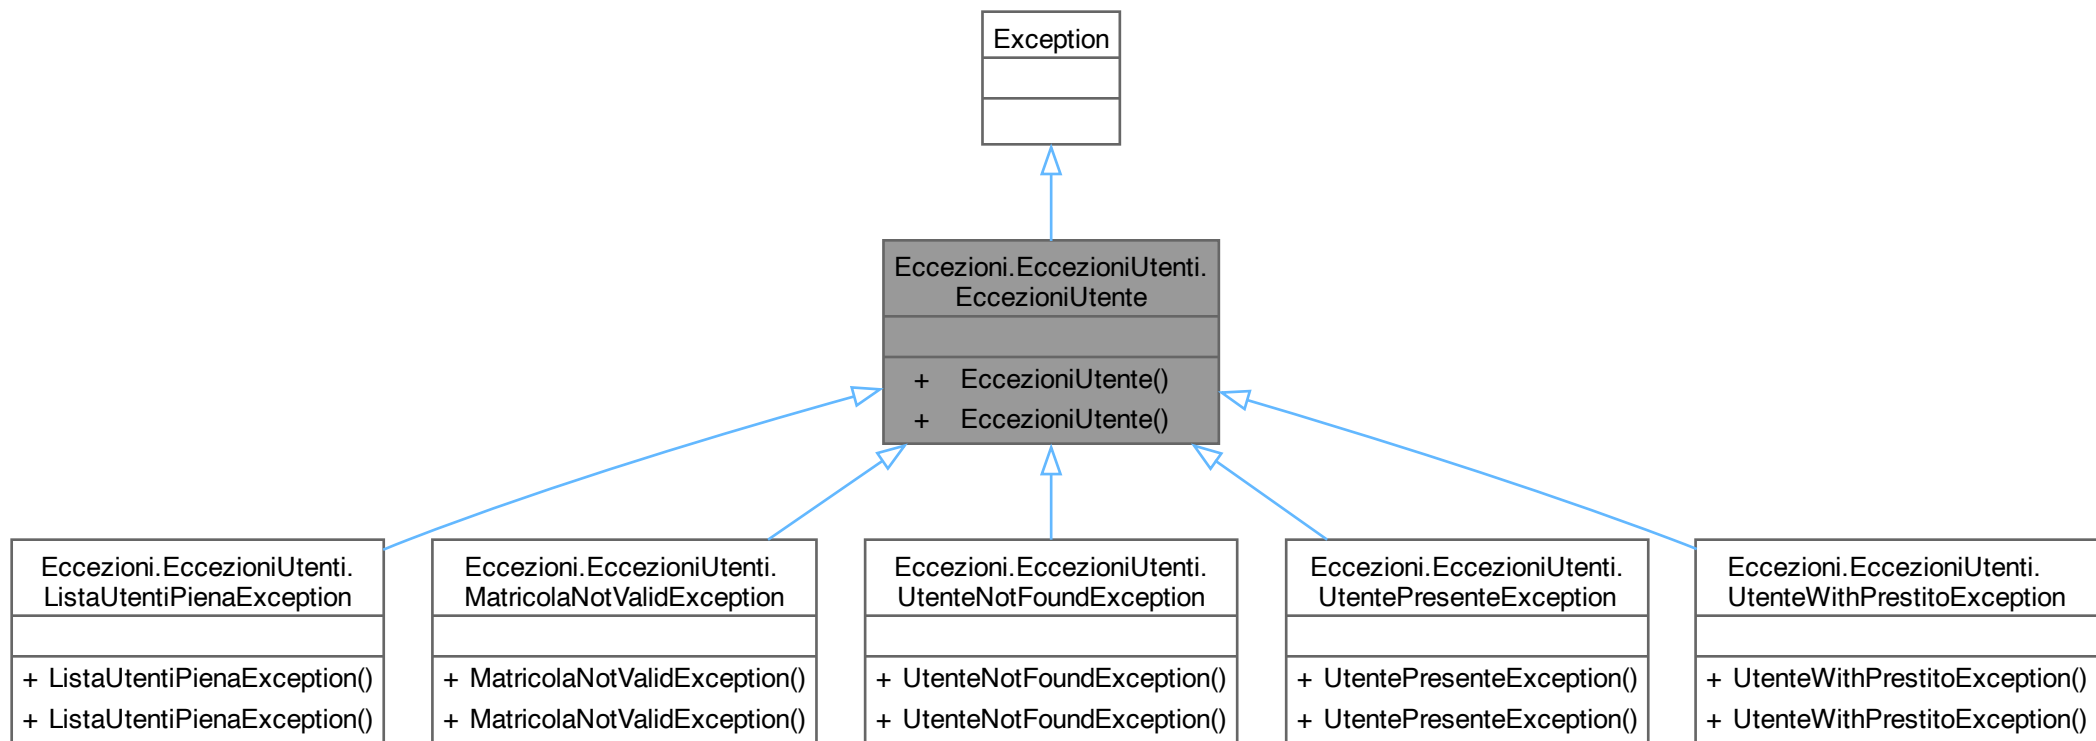 Exception
Eccezioni.EccezioniUtenti.
EccezioniUtente
+ EccezioniUtente()
+ EccezioniUtente()
Eccezioni.EccezioniUtenti.
ListaUtentiPienaException
+ ListaUtentiPienaException()
+ ListaUtentiPienaException()
Eccezioni.EccezioniUtenti.
MatricolaNotValidException
+ MatricolaNotValidException()
+ MatricolaNotValidException()
Eccezioni.EccezioniUtenti.
UtenteNotFoundException
+ UtenteNotFoundException()
+ UtenteNotFoundException()
Eccezioni.EccezioniUtenti.
UtentePresenteException
+ UtentePresenteException()
+ UtentePresenteException()
Eccezioni.EccezioniUtenti.
UtenteWithPrestitoException
+ UtenteWithPrestitoException()
+ UtenteWithPrestitoException()